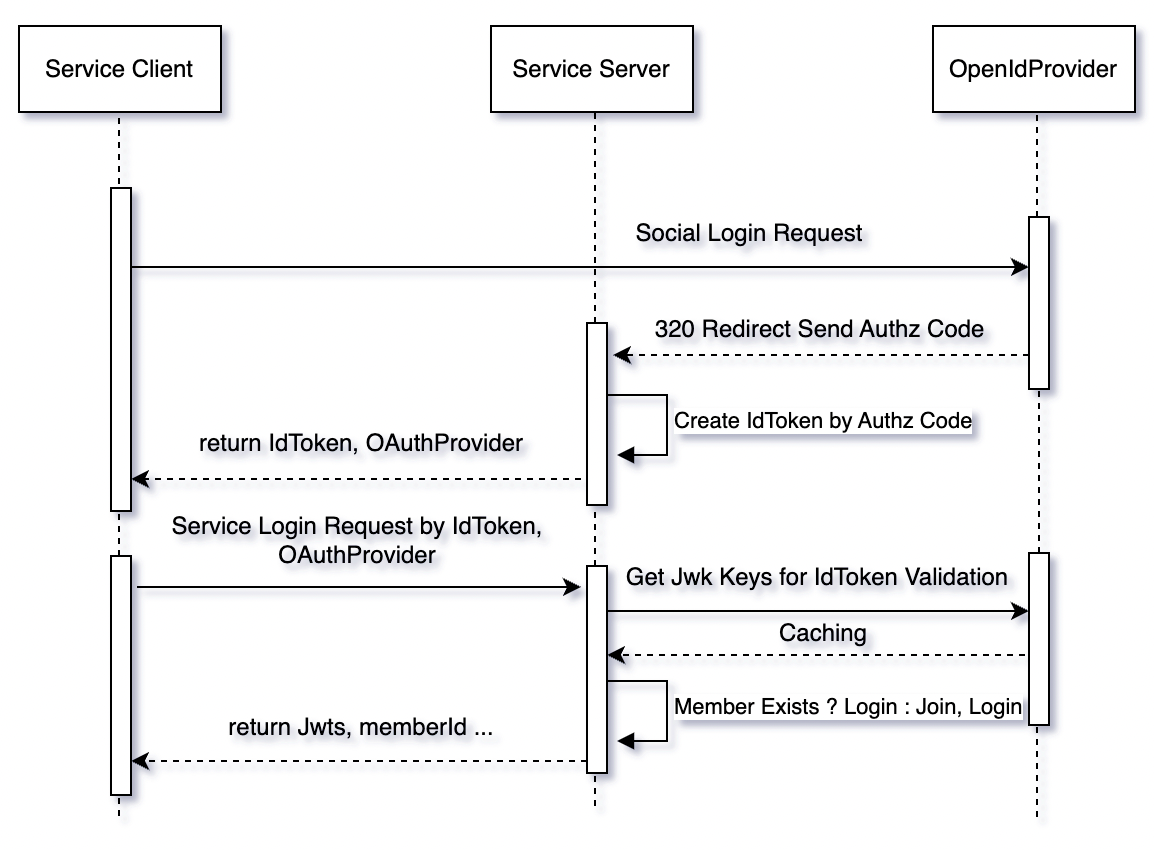 Service Client
Service Server
OpenIdProvider
Social Login Request
320 Redirect Send Authz Code
Create IdToken by Authz Code
return IdToken, OAuthProvider
Service Login Request by IdToken,
OAuthProvider
Get Jwk Keys for IdToken Validation
Caching
Member Exists ? Login : Join, Login
return Jwts, memberId ...